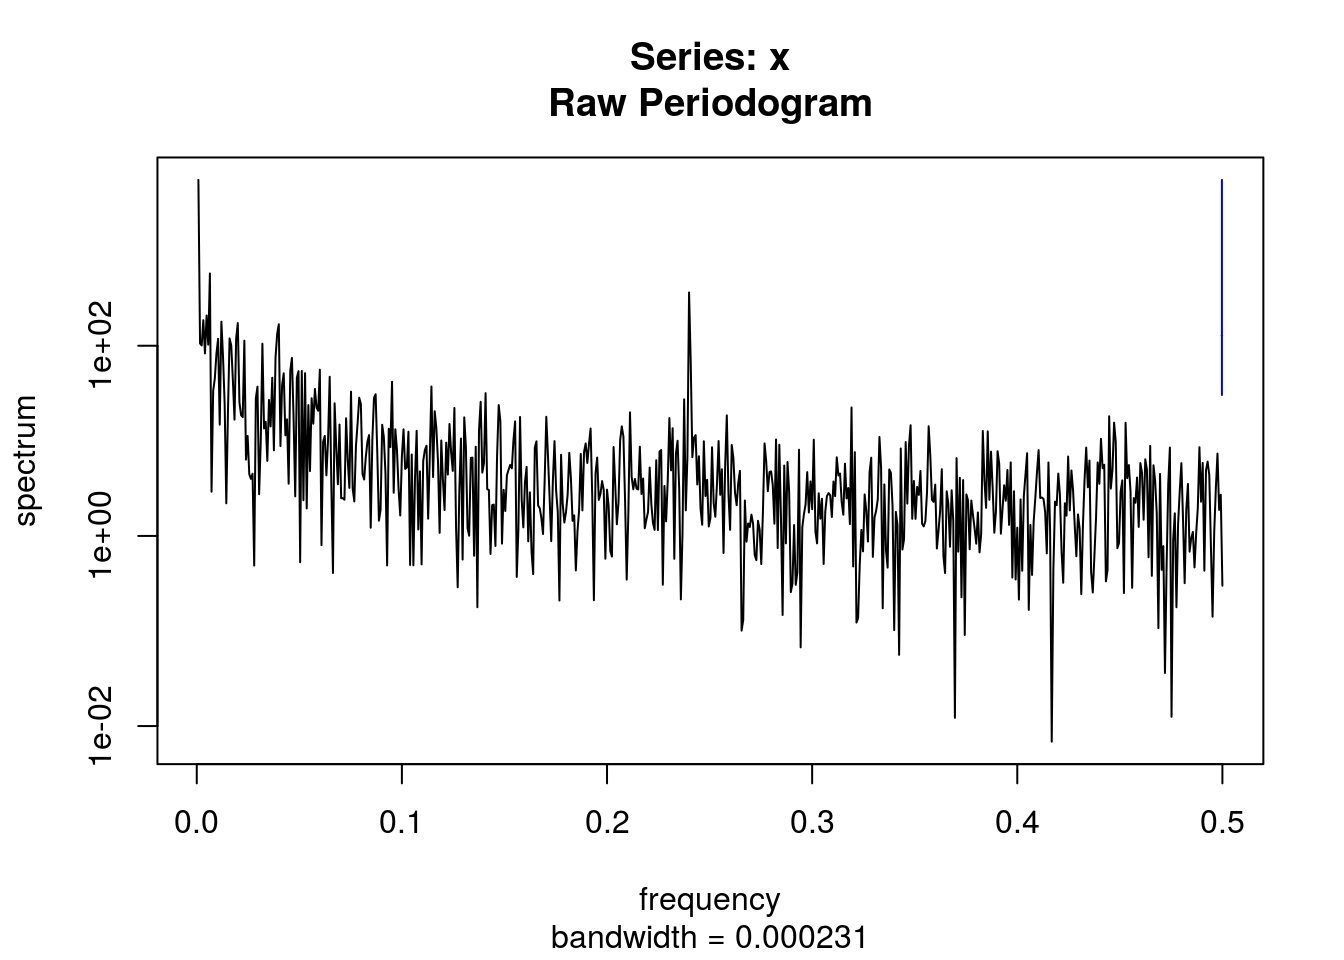 Series: x
Raw Periodogram
spectrum
1e+02
1e+00
1e-02
0.0 0.1 0.2 0.3 0.4 0.5
frequency
bandwidth = 0.000231